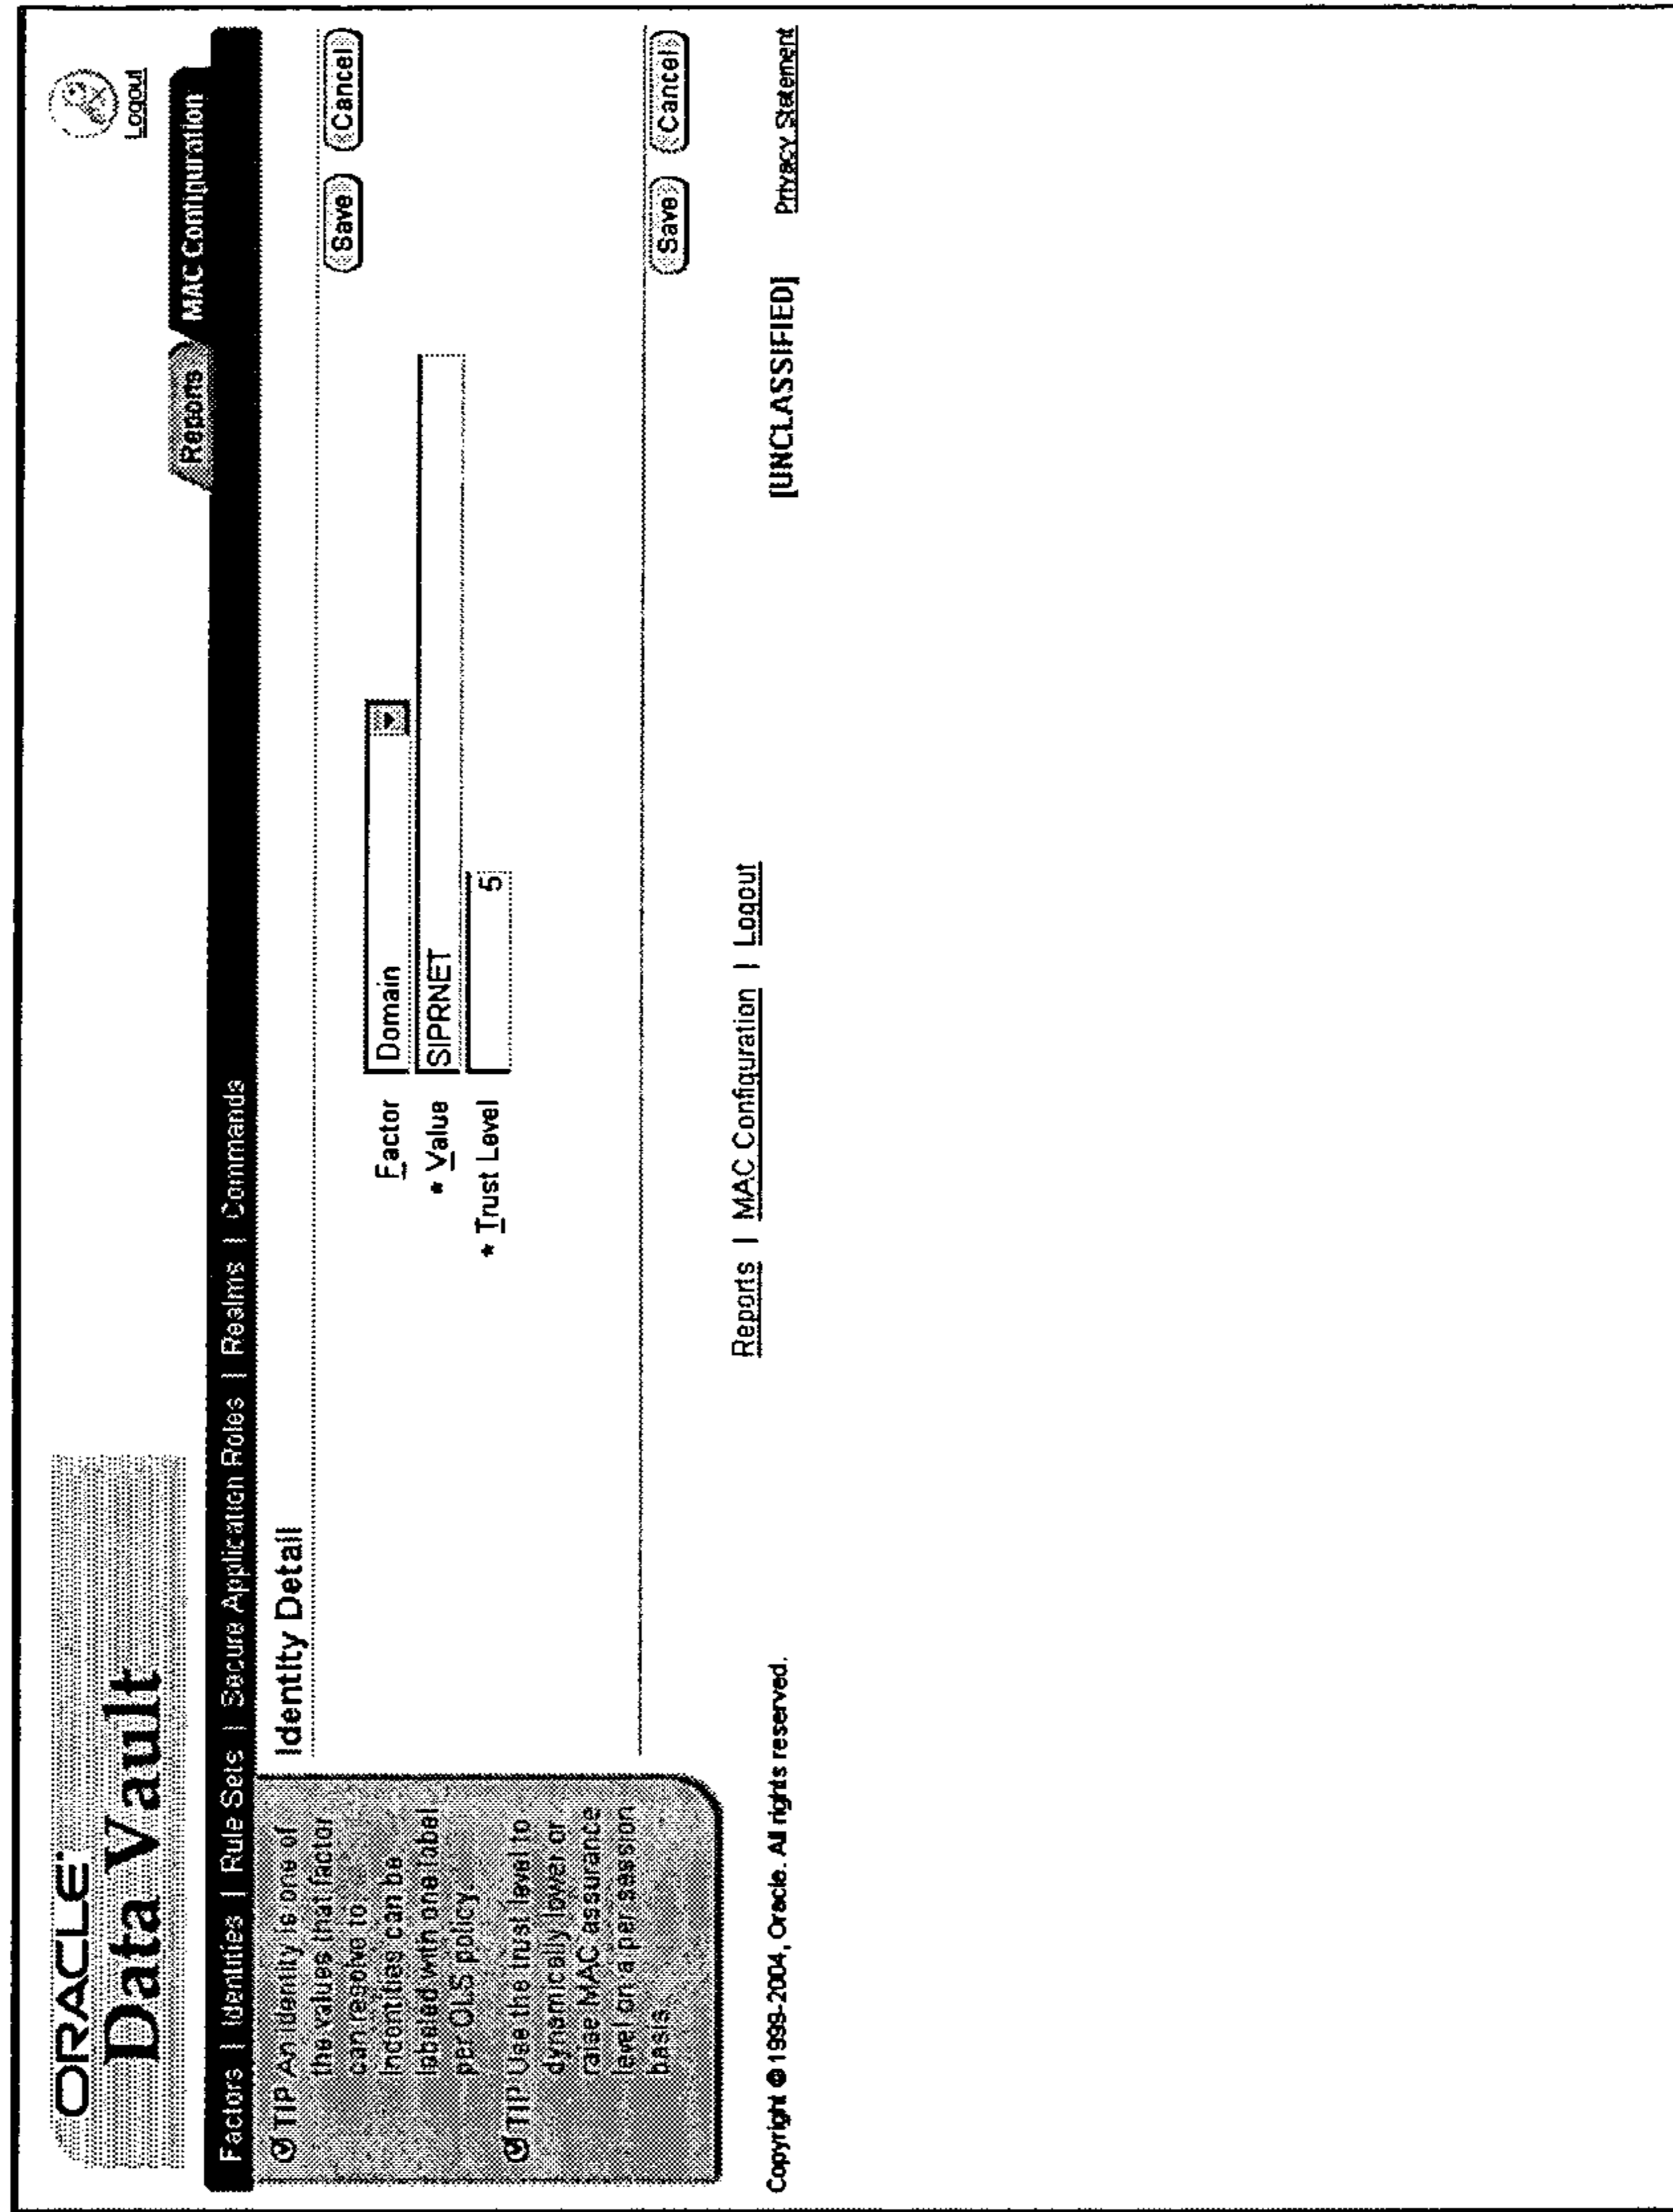 ORACLE
Data Vault
Logout
Reports
MAC Configuration
Factors | Identities | Rule Sets | Secure Application Roles | Realms | Commands
TIP An identity is one of
the values that factor
can resolve to.
Indentities can be
labeled with one label
per OLS policy.
TIP Use the trust level to
dynamically lower or
raise MAC assurance
level on a per session
basis.
Identity Detail
Save Cancel
Factor Domain
* Value SIPRNET
* Trust Level 5
Save Cancel
Reports | MAC Configuration | Logout
Copyright © 1999-2004, Oracle. All rights reserved.
[UNCLASSIFIED]
Privacy Statement